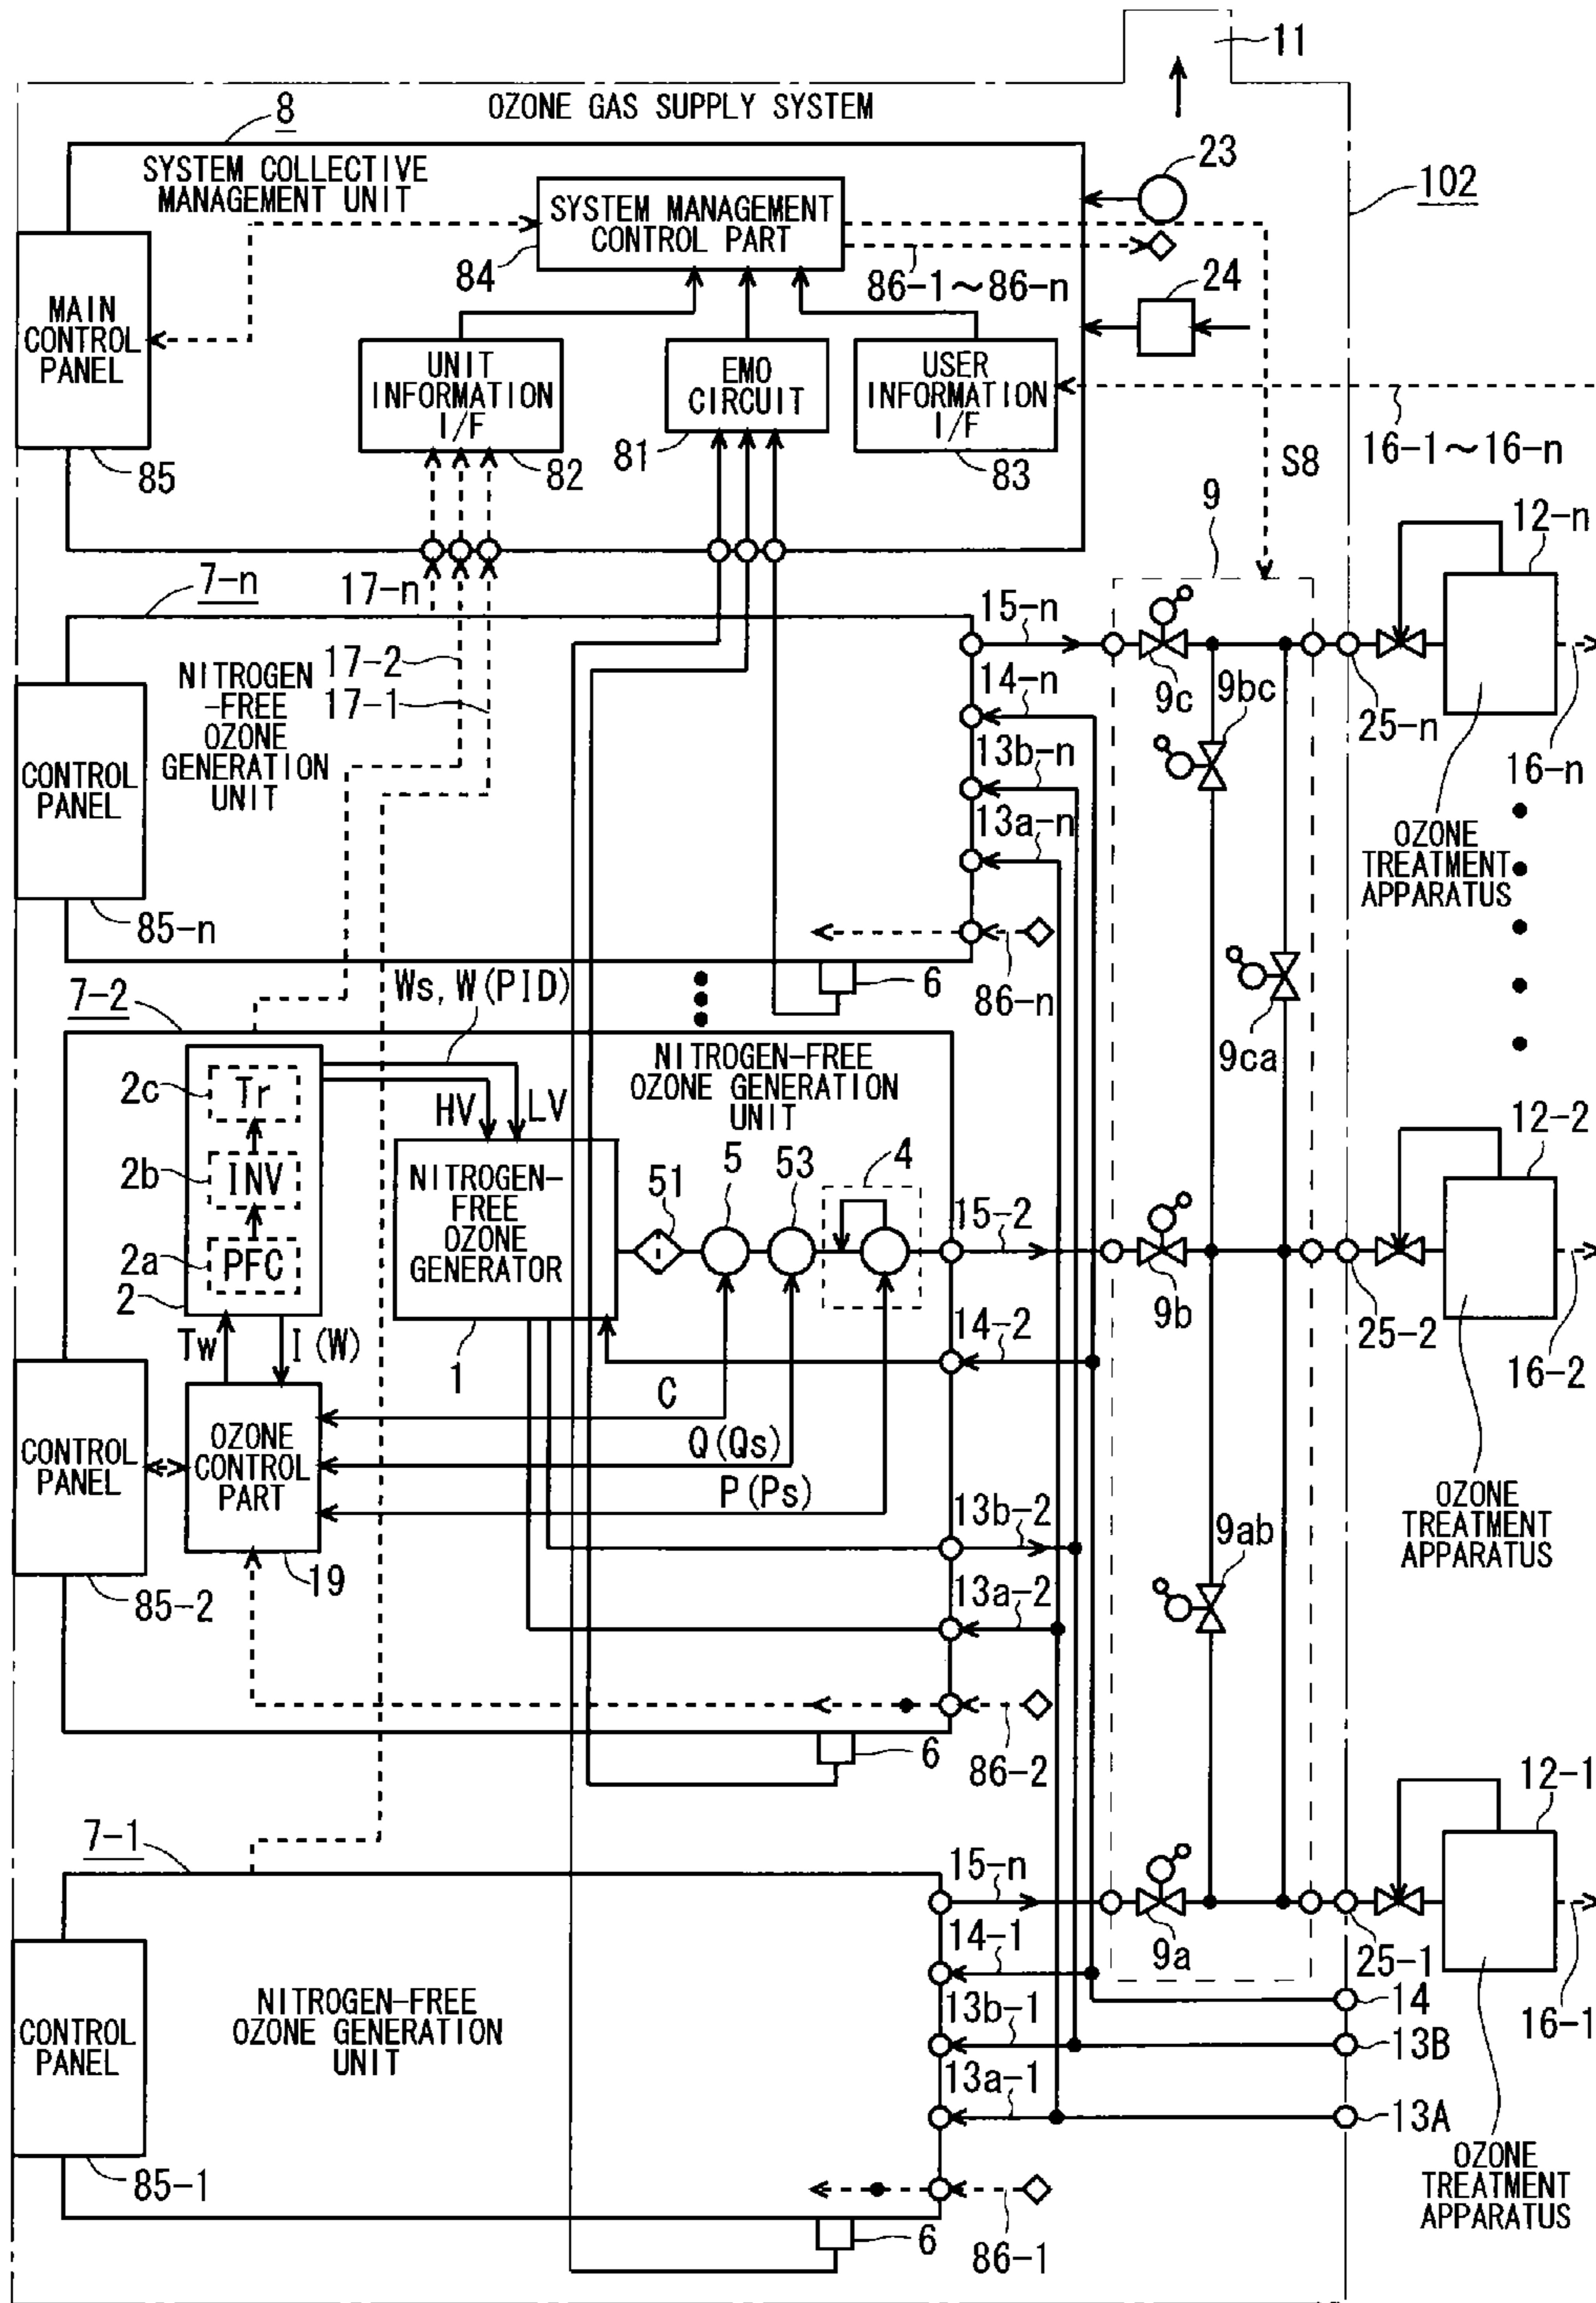 11
OZONE GAS SUPPLY SYSTEM
8
SYSTEM COLLECTIVE
MANAGEMENT UNIT
23
102
SYSTEM MANAGEMENT
CONTROL PART
84
86-1~86-n
24
MAIN
CONTROL
PANEL
UNIT
INFORMATION
I/F
EMO
CIRCUIT
USER
INFORMATION
I/F
85
82
81
83
S8
16-1~16-n
9
12-n
7-n
17-n
15-n
17-2
17-1
NITROGEN
-FREE
OZONE
GENERATION
UNIT
14-n
9c
9bc
25-n
16-n
13b-n
CONTROL
PANEL
13a-n
OZONE
TREATMENT
APPARATUS
85-n
Ws, W(PID)
6
86-n
7-2
9ca
NITROGEN-FREE
OZONE GENERATION
UNIT
2c
Tr
HV
LV
12-2
2b
INV
NITROGEN-
FREE
OZONE
GENERATOR
51
5
53
4
15-2
2a
PFC
2
9b
25-2
16-2
Tw
I(W)
1
14-2
C
CONTROL
PANEL
OZONE
CONTROL
PART
Q(Qs)
P(Ps)
13b-2
OZONE
TREATMENT
APPARATUS
9ab
85-2
19
13a-2
6
86-2
12-1
7-1
15-n
14-1
9a
25-1
16-1
NITROGEN-FREE
OZONE GENERATION
UNIT
CONTROL
PANEL
13b-1
14
13B
13a-1
13A
85-1
OZONE
TREATMENT
APPARATUS
6
86-1